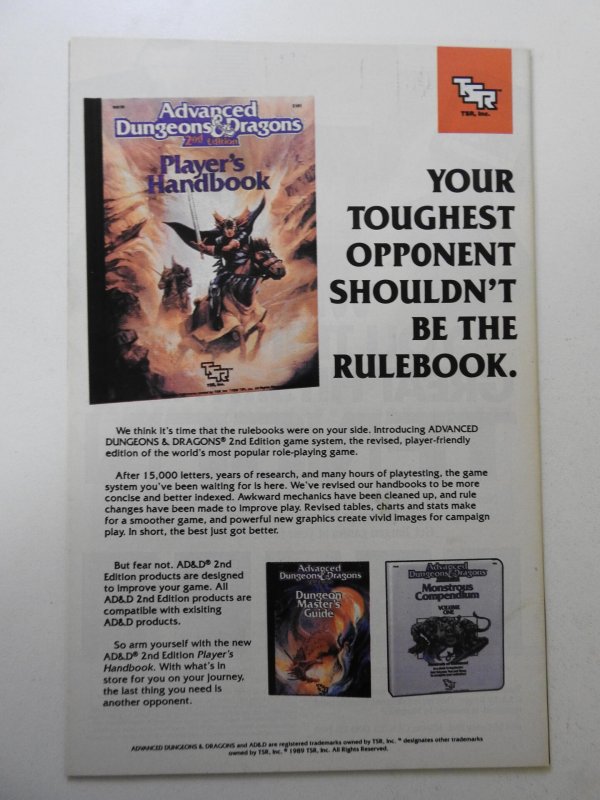 TSR
TSR, Inc.
Advanced
Dungeons & Dragons
2nd Edition
Player's
Handbook
TSR
TSR, Inc.
YOUR
TOUGHEST
OPPONENT
SHOULDN'T
BE THE
RULEBOOK.
We think it's time that the rulebooks were on your side. Introducing ADVANCED
DUNGEONS & DRAGONS® 2nd Edition game system, the revised, player-friendly
edition of the world's most popular role-playing game.
After 15,000 letters, years of research, and many hours of playtesting, the game
system you've been waiting for is here. We've revised our handbooks to be more
concise and better indexed. Awkward mechanics have been cleaned up, and rule
changes have been made to improve play. Revised tables, charts and stats make
for a smoother game, and powerful new graphics create vivid images for campaign
play. In short, the best just got better.
But fear not. AD&D® 2nd
Edition products are designed
to improve your game. All
AD&D 2nd Edition products are
compatible with exisiting
AD&D products.
So arm yourself with the new
AD&D® 2nd Edition Player's
Handbook. With what's in
store for you on your journey,
the last thing you need is
another opponent.
Advanced
Dungeons & Dragons
Dungeon
Master's
Guide
TSR
Advanced
Dungeons & Dragons
Monstrous
Compendium
VOLUME
ONE
TSR
ADVANCED DUNGEONS & DRAGONS and AD&D are registered trademarks owned by TSR, Inc. ™ designates other trademarks
owned by TSR, Inc. © 1989 TSR, Inc. All Rights Reserved.